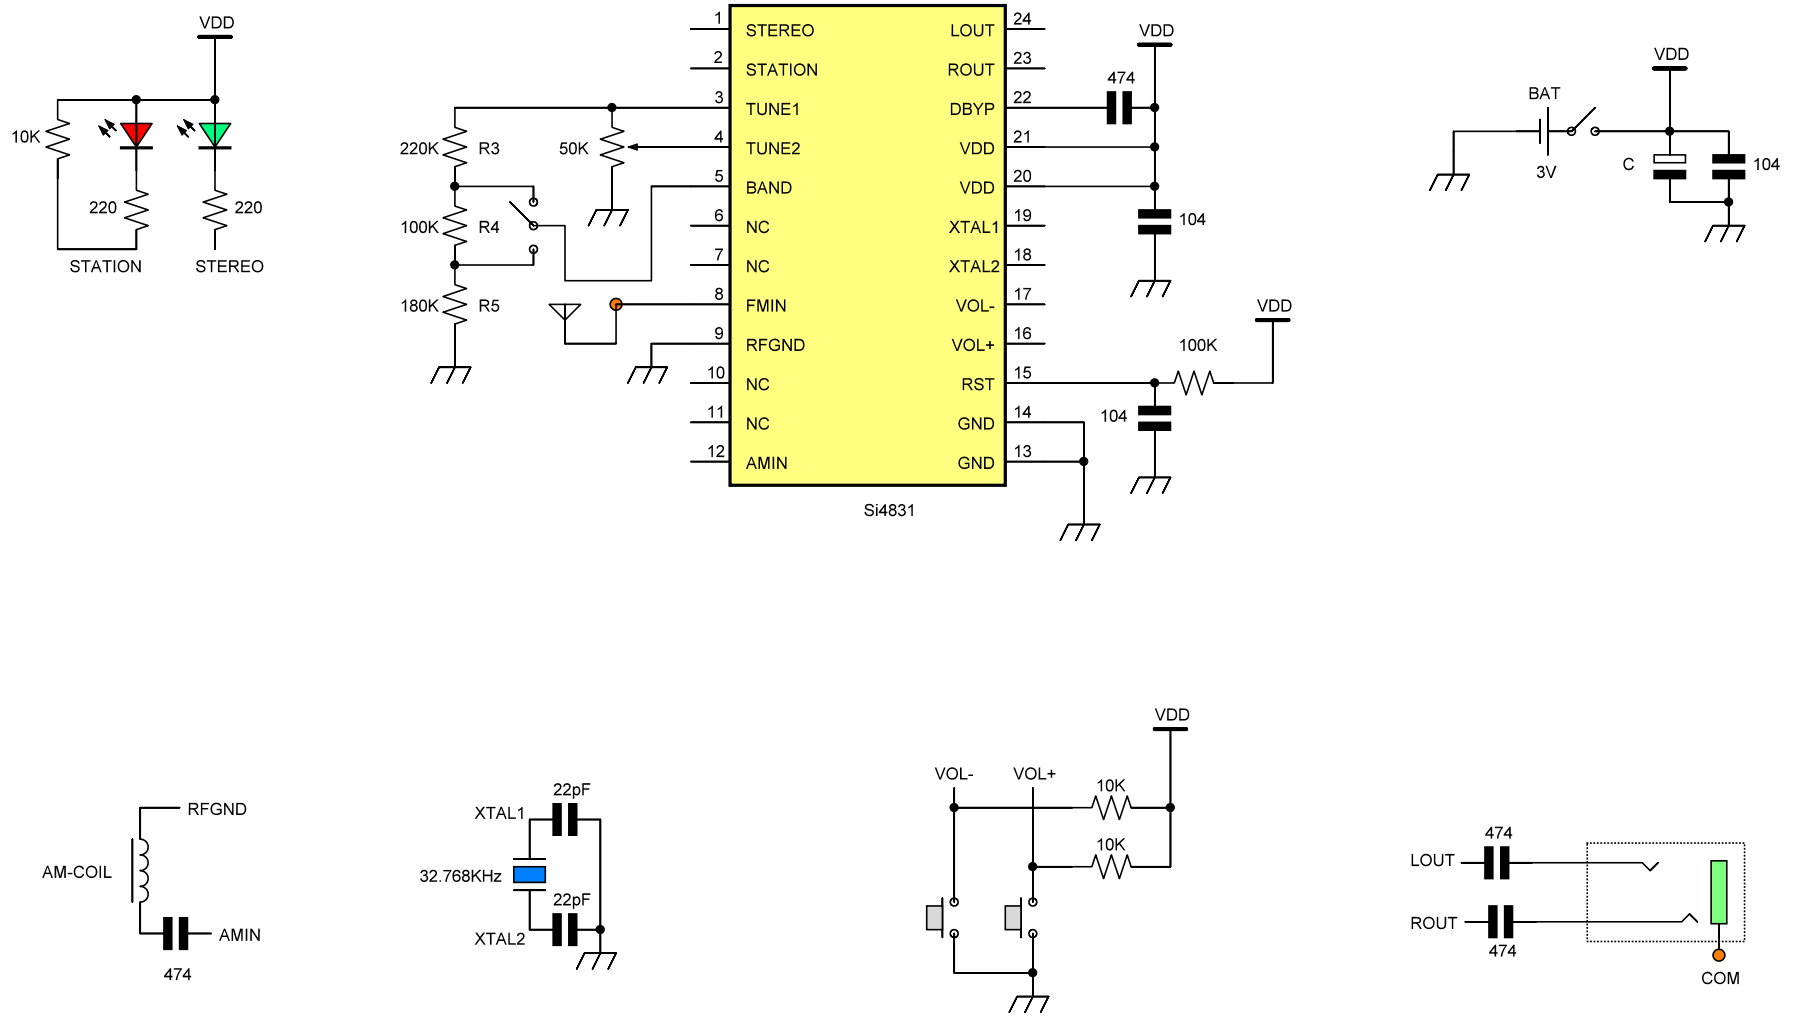 VDD
10K
220
220
STATION
STEREO
1
STEREO
2
STATION
3
TUNE1
4
TUNE2
5
BAND
6
NC
7
NC
8
FMIN
9
RFGND
10
NC
11
NC
12
AMIN
24
LOUT
23
ROUT
22
DBYP
21
VDD
20
VDD
19
XTAL1
18
XTAL2
17
VOL-
16
VOL+
15
RST
14
GND
13
GND
Si4831
220K
R3
50K
100K
R4
180K
R5
VDD
474
104
VDD
100K
104
VDD
BAT
3V
C
104
RFGND
AM-COIL
AMIN
474
22pF
XTAL1
32.768KHz
22pF
XTAL2
VDD
VOL-
VOL+
10K
10K
474
LOUT
ROUT
474
COM